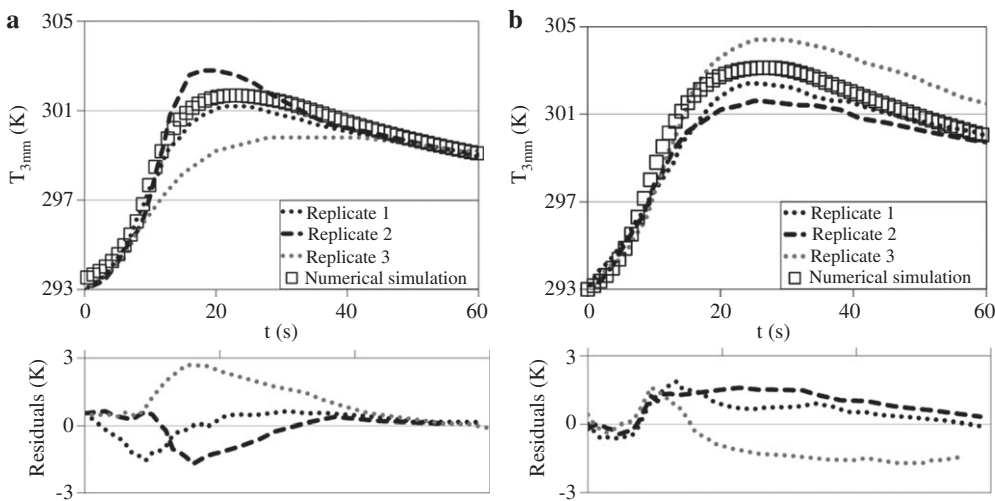 a
305
301
297
293
T3mm (K)
Replicate 1
Replicate 2
Replicate 3
Numerical simulation
0 20 40 60
t (s)
3
0
-3
Residuals (K)
b
305
301
297
293
T3mm (K)
Replicate 1
Replicate 2
Replicate 3
Numerical simulation
0 20 40 60
t (s)
3
0
-3
Residuals (K)